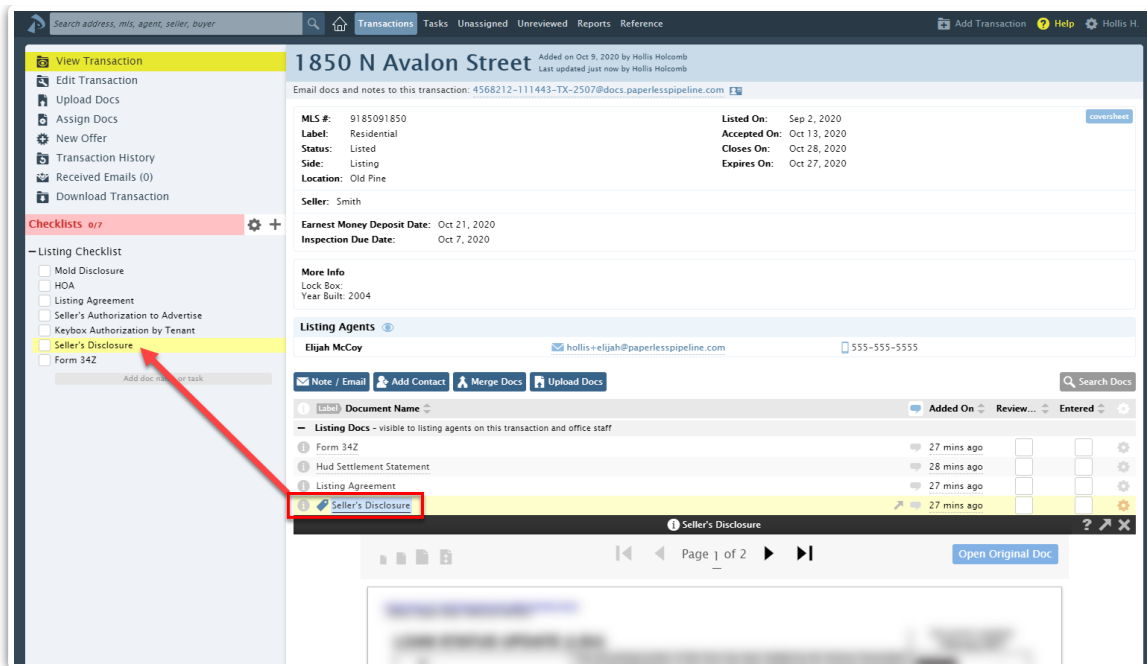 Search address, mls, agent, seller, buyer
Transactions Tasks Unassigned Unreviewed Reports Reference
Add Transaction ? Help Hollis H.
View Transaction
Edit Transaction
Upload Docs
Assign Docs
New Offer
Transaction History
Received Emails (0)
Download Transaction
Checklists 0/7
Listing Checklist
Mold Disclosure
HOA
Listing Agreement
Seller's Authorization to Advertise
Keybox Authorization by Tenant
Seller's Disclosure
Form 34Z
Add doc name or task
1850 N Avalon Street
Added on Oct 9, 2020 by Hollis Holcomb
Last updated just now by Hollis Holcomb
Email docs and notes to this transaction: 4568212-111443-TX-2507@docs.paperlesspipeline.com
MLS #: 9185091850
Label: Residential
Status: Listed
Side: Listing
Location: Old Pine
Listed On: Sep 2, 2020
Accepted On: Oct 13, 2020
Closes On: Oct 28, 2020
Expires On: Oct 27, 2020
coversheet
Seller: Smith
Earnest Money Deposit Date: Oct 21, 2020
Inspection Due Date: Oct 7, 2020
More Info
Lock Box:
Year Built: 2004
Listing Agents
Elijah McCoy hollis+elijah@paperlesspipeline.com 555-555-5555
Note / Email Add Contact Merge Docs Upload Docs Search Docs
Label Document Name Added On Review... Entered
Listing Docs - visible to listing agents on this transaction and office staff
Form 34Z 27 mins ago
Hud Settlement Statement 28 mins ago
Listing Agreement 27 mins ago
Seller's Disclosure 27 mins ago
Seller's Disclosure ?
Page 1 of 2 Open Original Doc